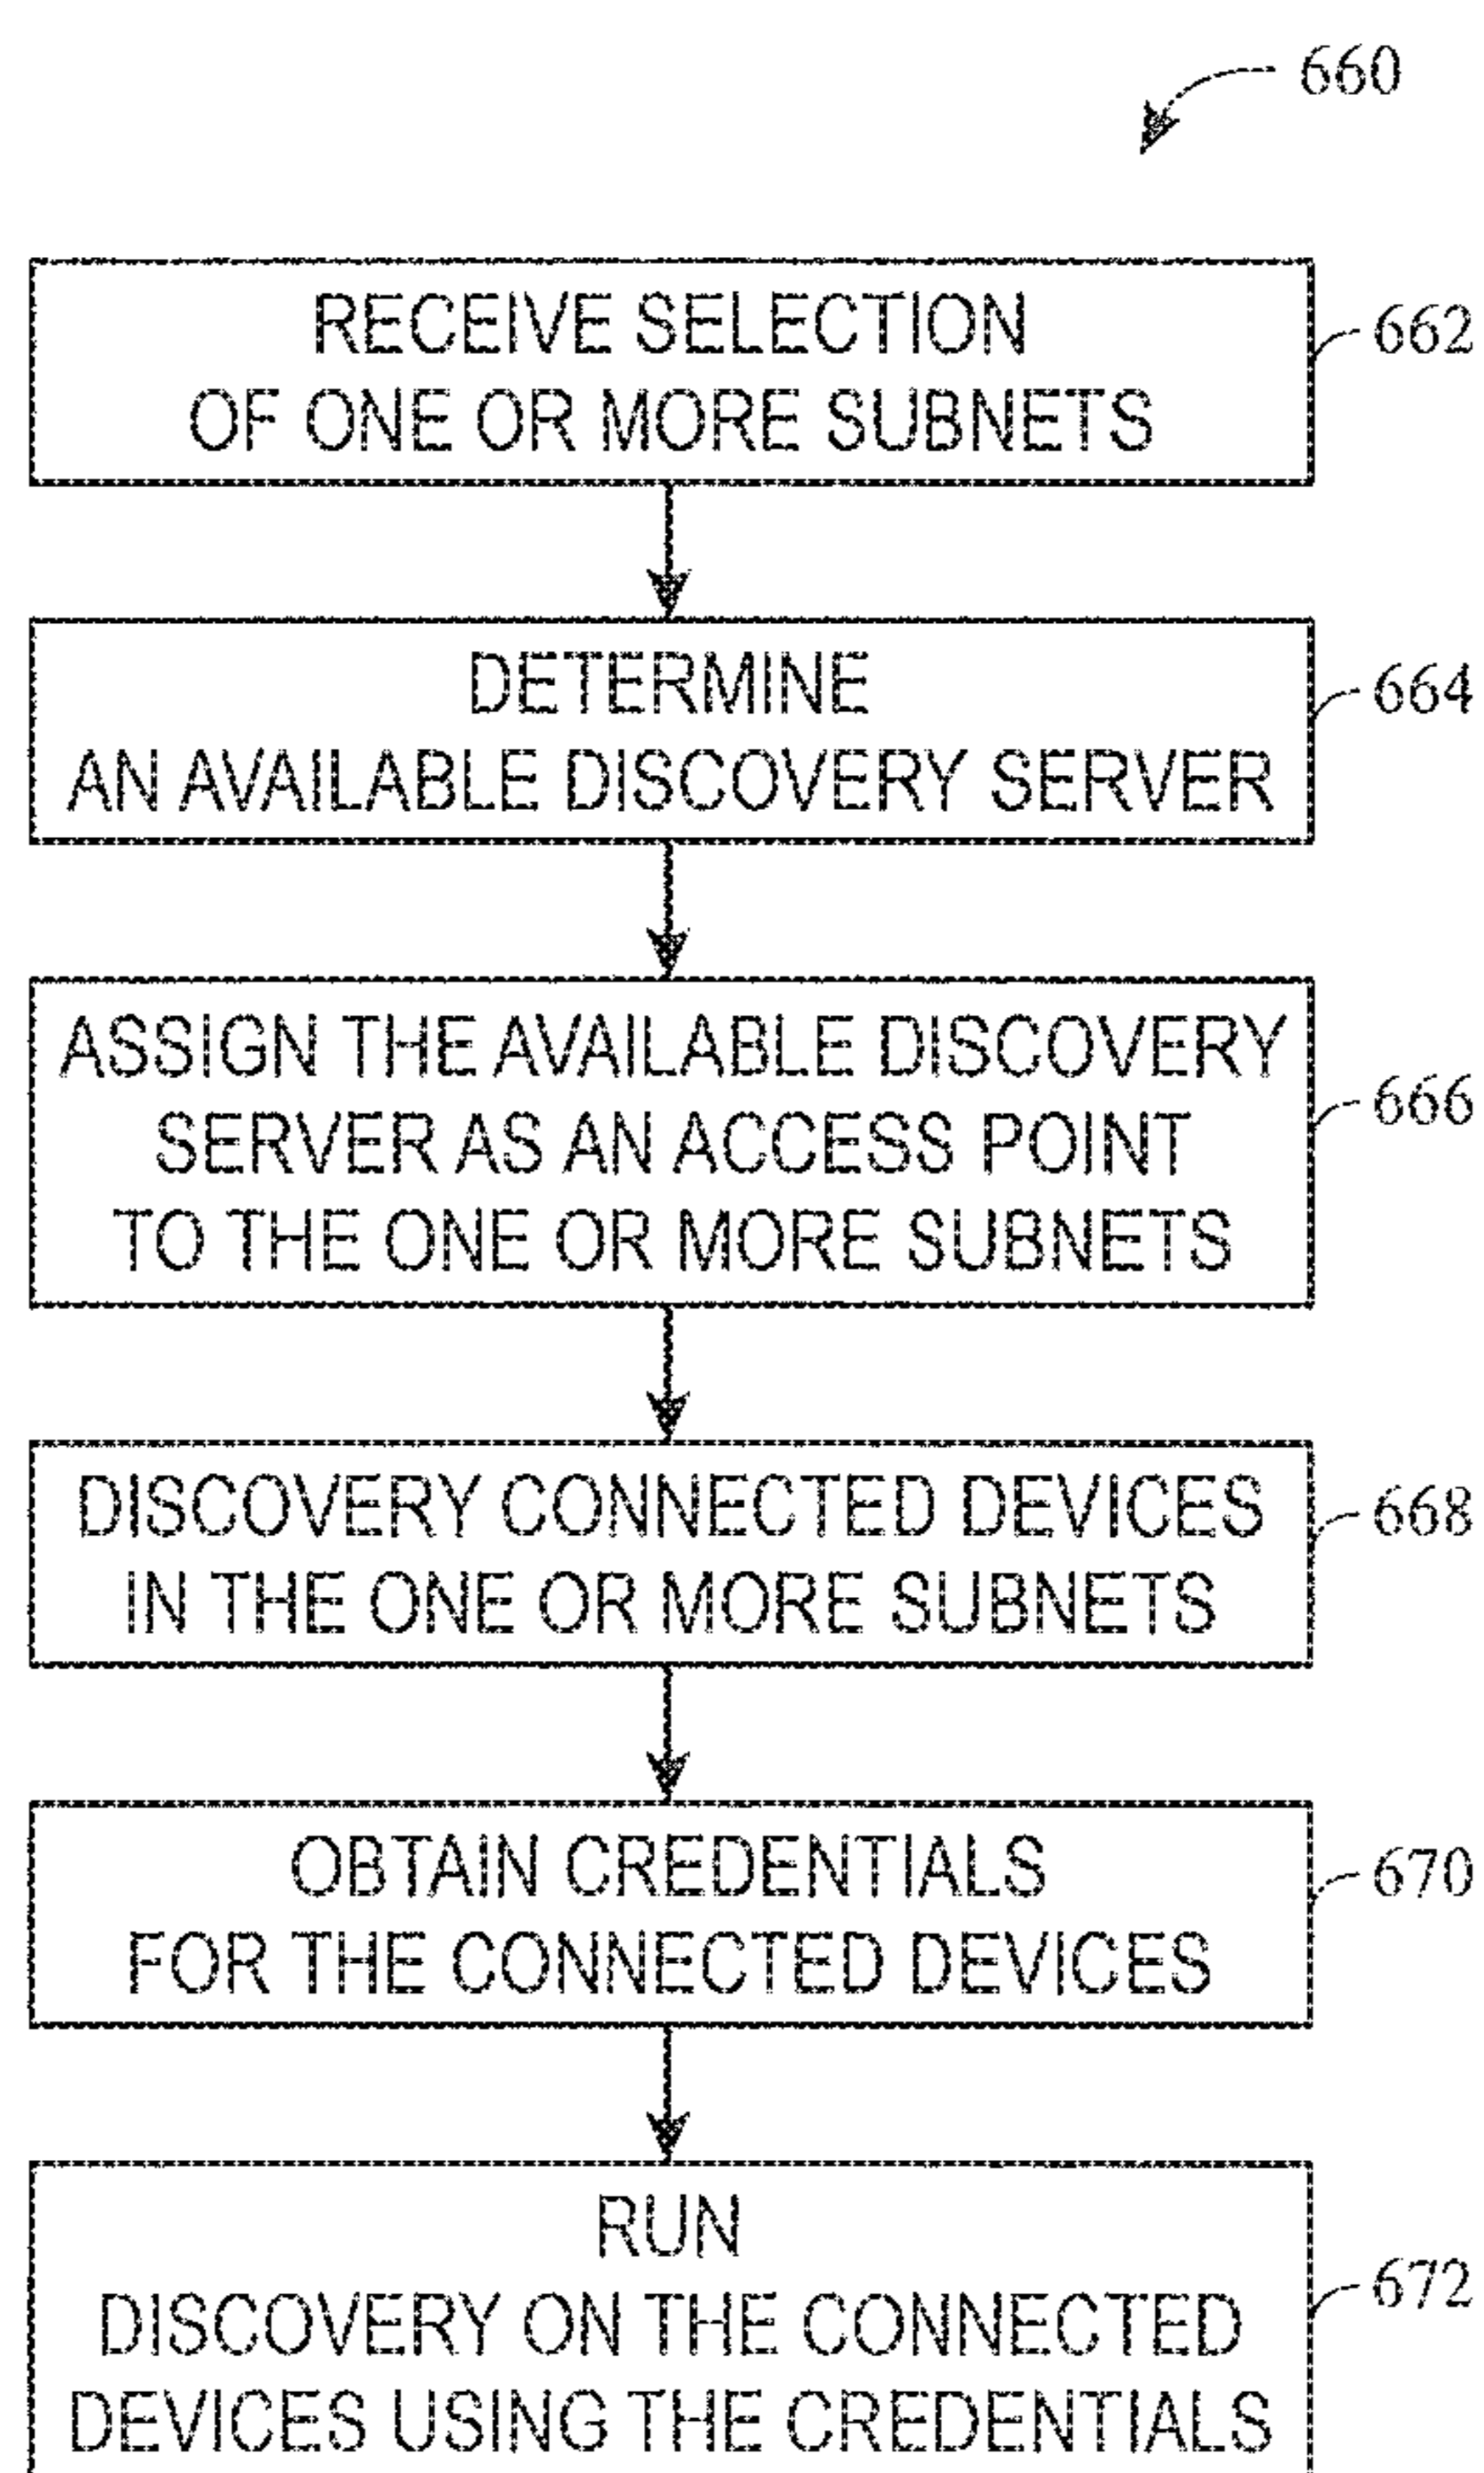 660
RECEIVE SELECTION
OF ONE OR MORE SUBNETS
662
DETERMINE
AN AVAILABLE DISCOVERY SERVER
664
ASSIGN THE AVAILABLE DISCOVERY
SERVER AS AN ACCESS POINT
TO THE ONE OR MORE SUBNETS
666
DISCOVERY CONNECTED DEVICES
IN THE ONE OR MORE SUBNETS
668
OBTAIN CREDENTIALS
FOR THE CONNECTED DEVICES
670
RUN
DISCOVERY ON THE CONNECTED
DEVICES USING THE CREDENTIALS
672